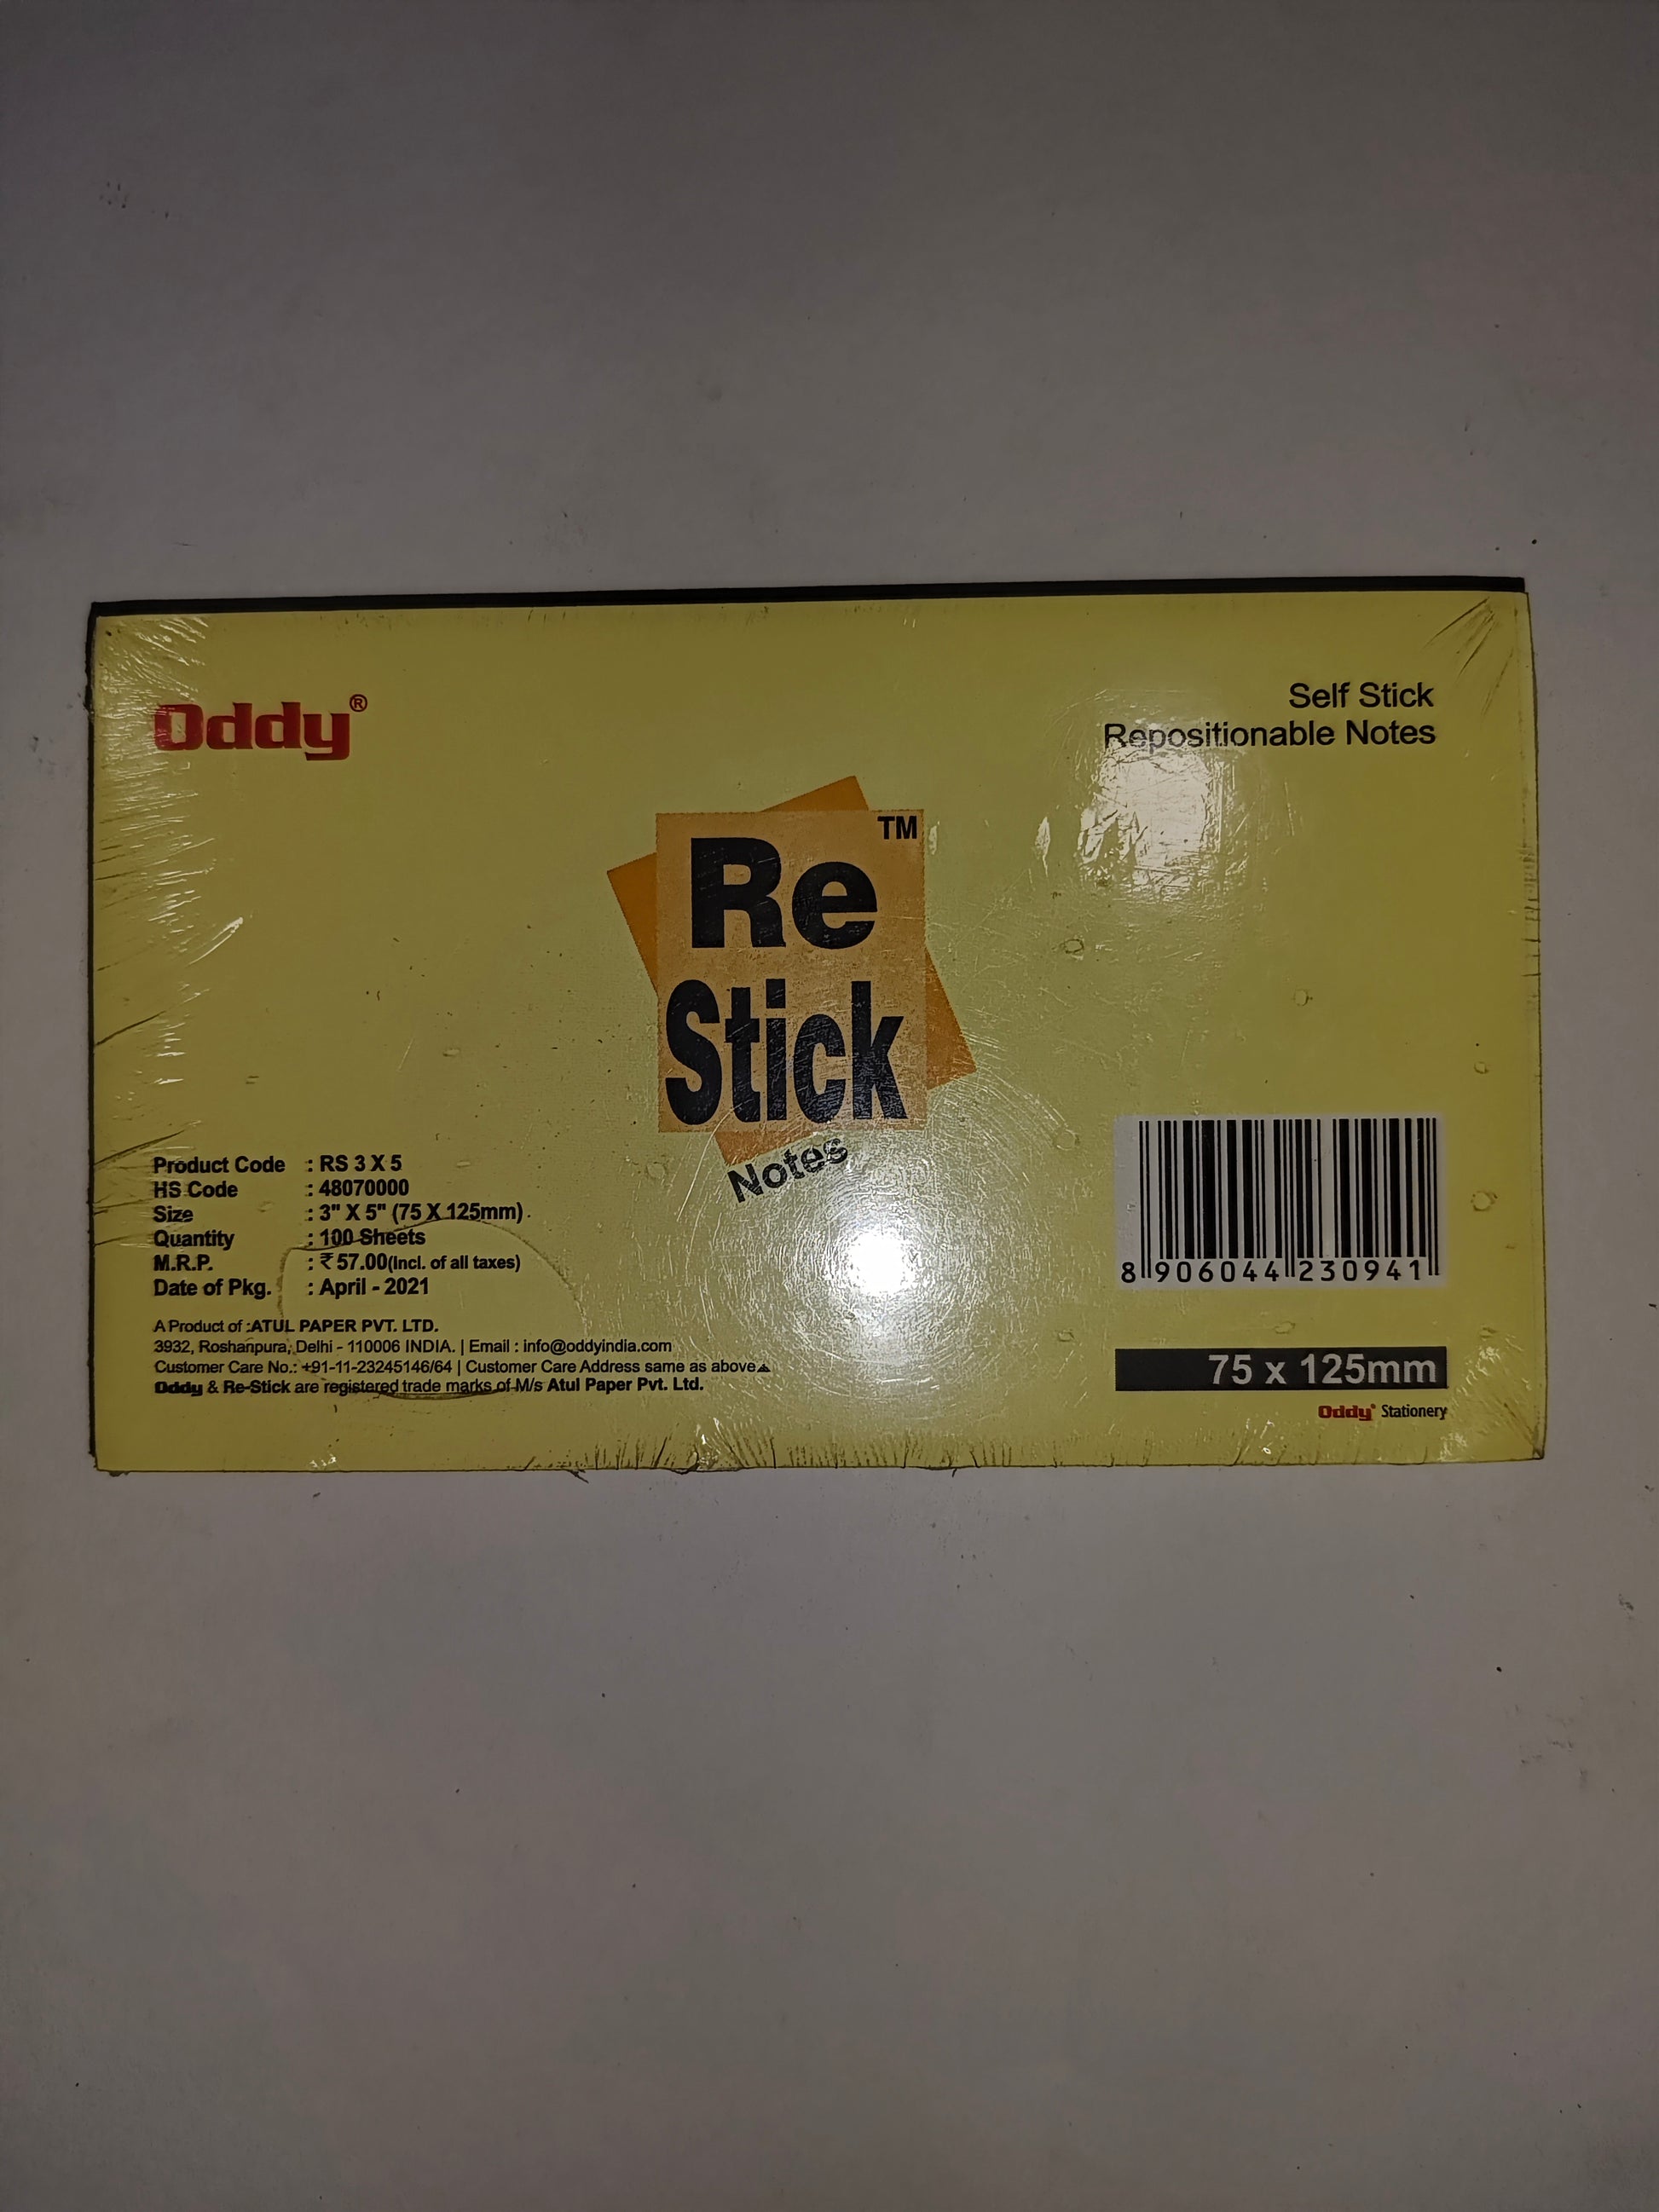 Oddy®
Self Stick
Repositionable Notes
Re™
Stick
Notes
Product Code : RS 3 X 5
HS Code : 48070000
Size : 3" X 5" (75 X 125mm)
Quantity : 100 Sheets
M.R.P. : ₹ 57.00(Incl. of all taxes)
Date of Pkg. : April - 2021
A Product of :ATUL PAPER PVT. LTD.
3932, Roshanpura, Delhi - 110006 INDIA. | Email : info@oddyindia.com
Customer Care No.: +91-11-23245146/64 | Customer Care Address same as above
Oddy & Re-Stick are registered trade marks of M/s Atul Paper Pvt. Ltd.
8 906044 230941
75 x 125mm
Oddy® Stationery